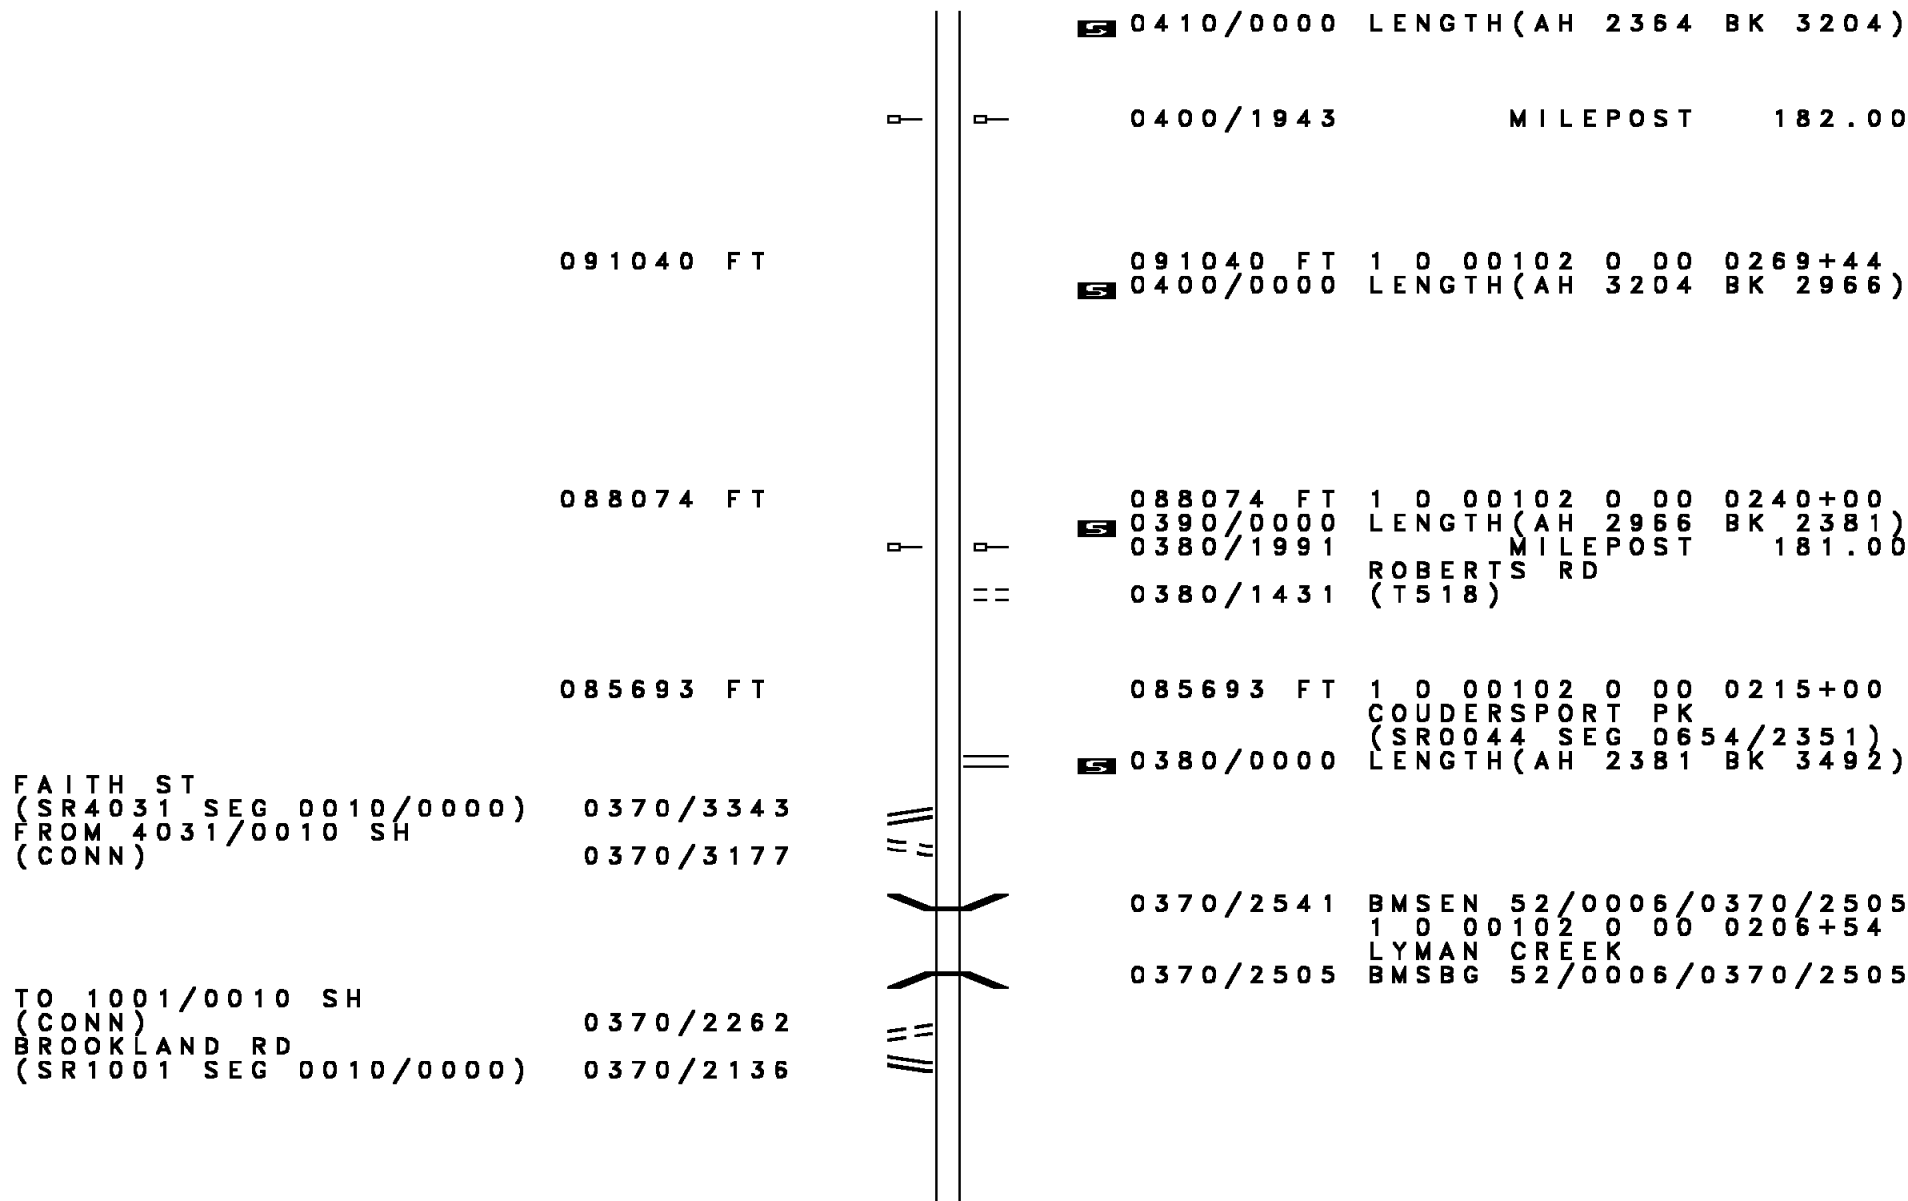 S 0410/0000 LENGTH(AH 2364 BK 3204)
0400/1943 MILEPOST 182.00
091040 FT 091040 FT 1 0 00102 0 00 0269+44
S 0400/0000 LENGTH(AH 3204 BK 2966)
088074 FT 088074 FT 1 0 00102 0 00 0240+00
S 0390/0000 LENGTH(AH 2966 BK 2381)
0380/1991 MILEPOST 181.00
ROBERTS RD
0380/1431 (T518)
085693 FT 085693 FT 1 0 00102 0 00 0215+00
COUDERSPORT PK
(SR0044 SEG 0654/2351)
S 0380/0000 LENGTH(AH 2381 BK 3492)
FAITH ST
(SR4031 SEG 0010/0000) 0370/3343
FROM 4031/0010 SH
(CONN) 0370/3177
0370/2541 BMSEN 52/0006/0370/2505
1 0 00102 0 00 0206+54
LYMAN CREEK
0370/2505 BMSBG 52/0006/0370/2505
TO 1001/0010 SH
(CONN) 0370/2262
BROOKLAND RD
(SR1001 SEG 0010/0000) 0370/2136